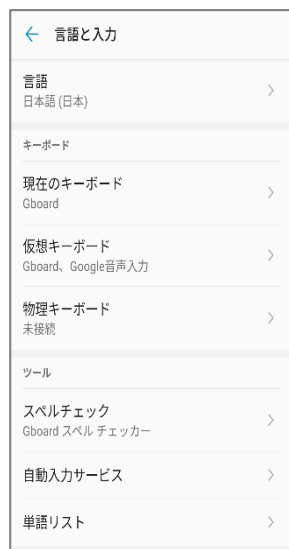 言語と入力
言語
日本語 (日本)
キーボード
現在のキーボード
Gboard
仮想キーボード
Gboard、Google音声入力
物理キーボード
未接続
ツール
スペルチェック
Gboard スペル チェッカー
自動入力サービス
単語リスト